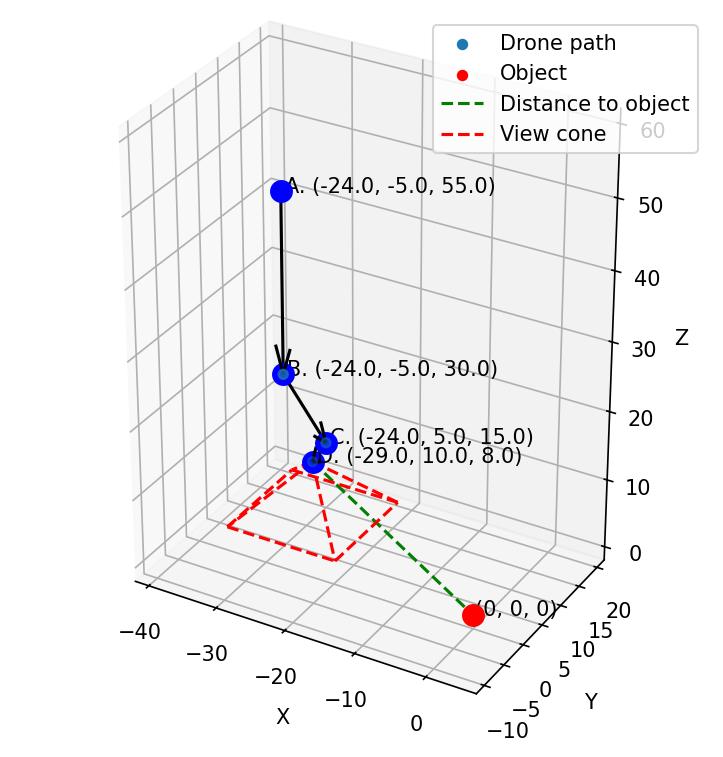 Drone path
Object
Distance to object
View cone
60
A. (-24.0, -5.0, 55.0)
50
40
Z
30
B. (-24.0, -5.0, 30.0)
20
C. (-24.0, 5.0, 15.0)
D. (-29.0, 10.0, 8.0)
10
0
(0, 0, 0)
20
15
10
5
0
−5
−10
Y
−40
−30
−20
−10
0
X